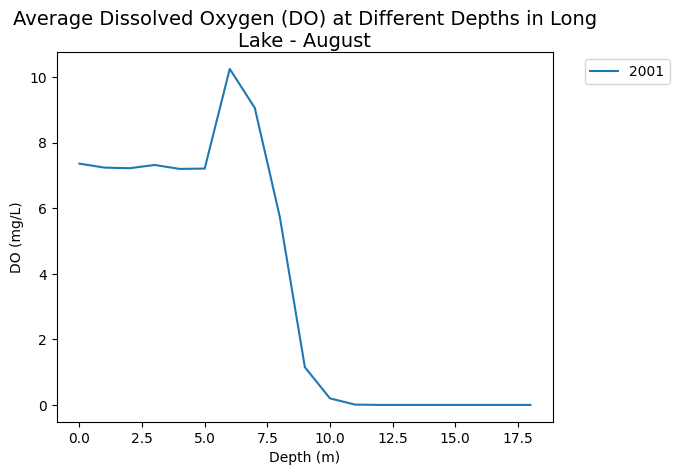 Average Dissolved Oxygen (DO) at Different Depths in Long
Lake - August
2001
10
8
6
4
2
0
DO (mg/L)
0.0 2.5 5.0 7.5 10.0 12.5 15.0 17.5
Depth (m)